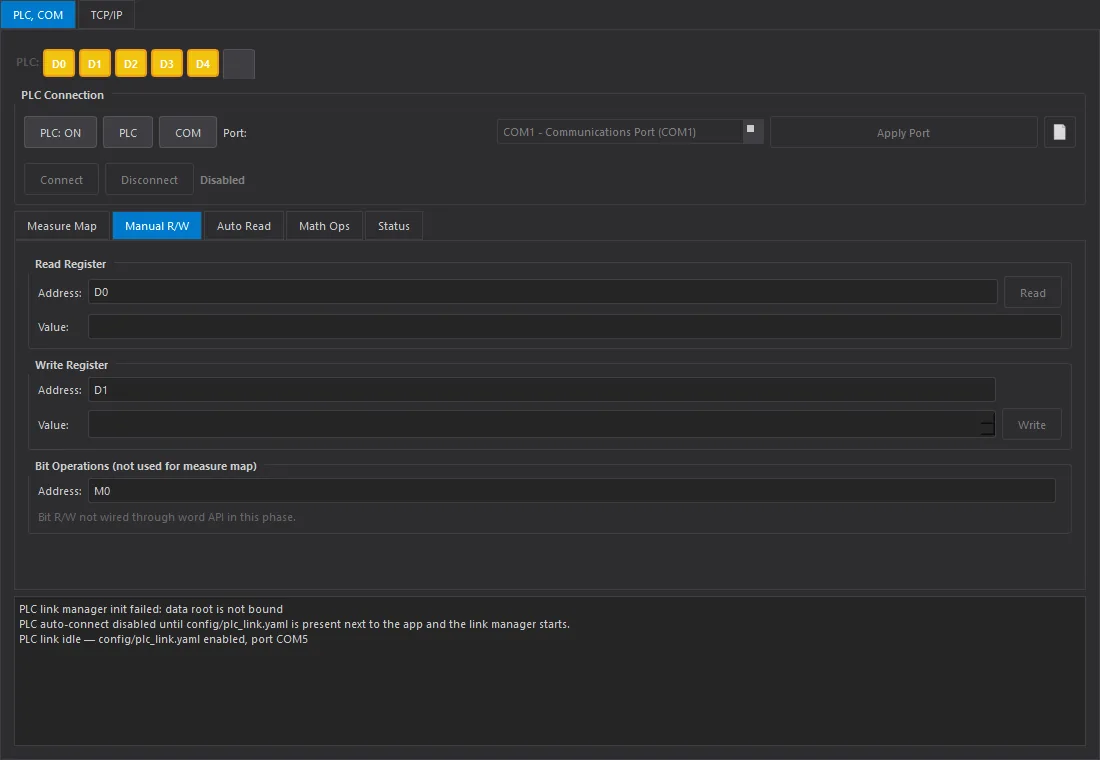 PLC, COM TCP/IP
PLC: D0 D1 D2 D3 D4
PLC Connection
PLC: ON PLC COM Port: COM1 - Communications Port (COM1) Apply Port
Connect Disconnect Disabled
Measure Map Manual R/W Auto Read Math Ops Status
Read Register
Address: D0 Read
Value:
Write Register
Address: D1
Value: Write
Bit Operations (not used for measure map)
Address: M0
Bit R/W not wired through word API in this phase.
PLC link manager init failed: data root is not bound
PLC auto-connect disabled until config/plc_link.yaml is present next to the app and the link manager starts.
PLC link idle — config/plc_link.yaml enabled, port COM5